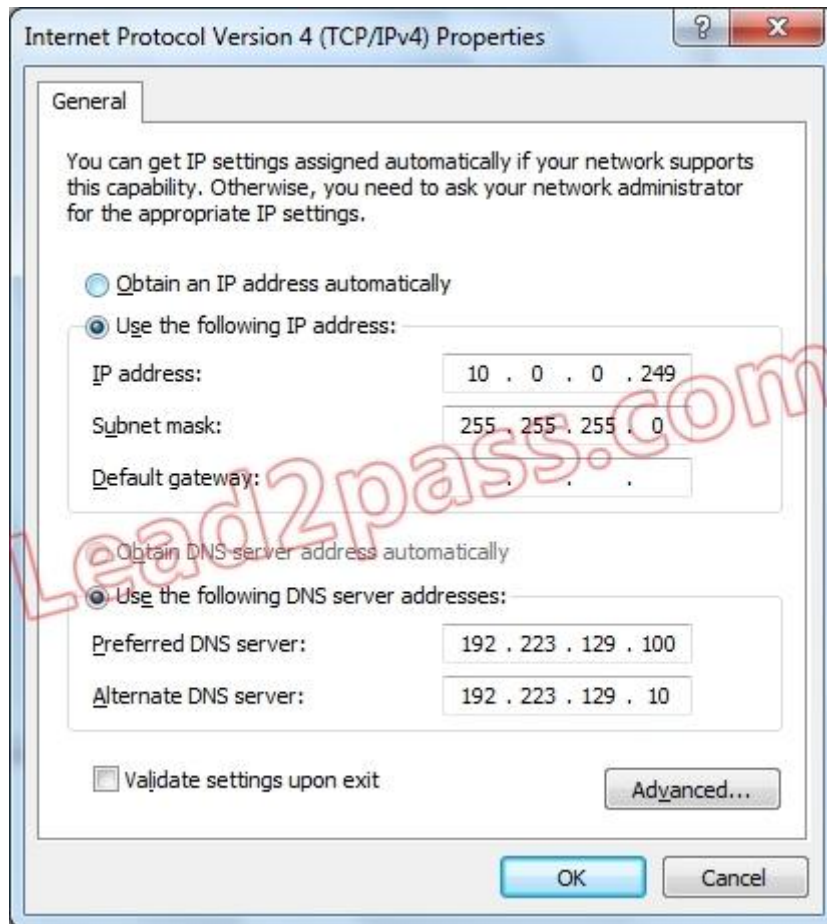 Internet Protocol Version 4 (TCP/IPv4) Properties
General
You can get IP settings assigned automatically if your network supports
this capability. Otherwise, you need to ask your network administrator
for the appropriate IP settings.
Obtain an IP address automatically
Use the following IP address:
IP address: 10 . 0 . 0 . 249
Subnet mask: 255 . 255 . 255 . 0
Default gateway: . . .
Obtain DNS server address automatically
Use the following DNS server addresses:
Preferred DNS server: 192 . 223 . 129 . 100
Alternate DNS server: 192 . 223 . 129 . 10
Validate settings upon exit
Advanced...
OK Cancel
Lead2pass.com